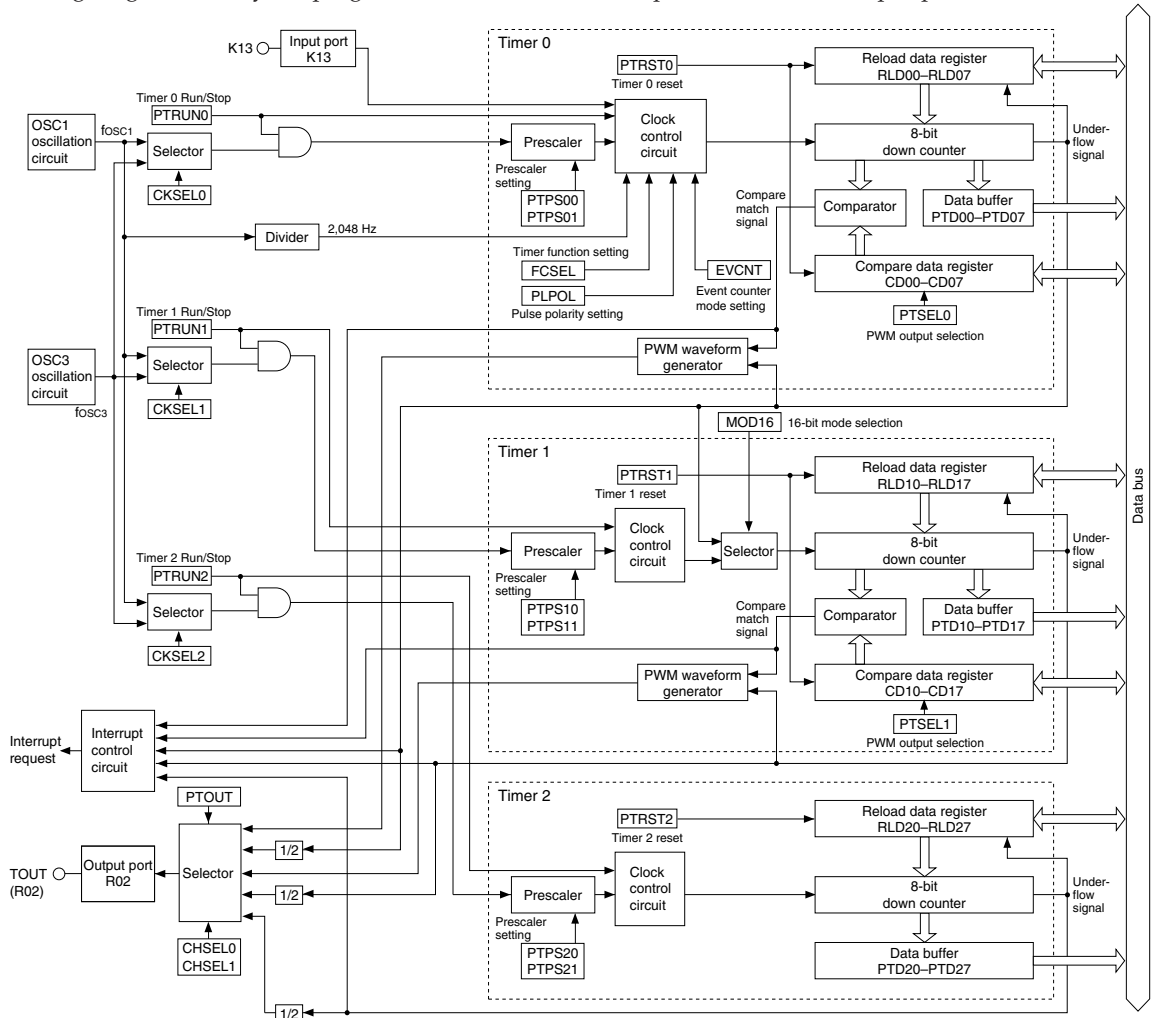 Timer 0
K13
Input port
K13
PTRST0
Timer 0 reset
Reload data register
RLD00–RLD07
Timer 0 Run/Stop
PTRUN0
OSC1
oscillation
circuit
fOSC1
Selector
CKSEL0
Prescaler
Prescaler
setting
PTPS00
PTPS01
Clock
control
circuit
8-bit
down counter
Under-
flow
signal
Compare
match
signal
Comparator
Data buffer
PTD00–PTD07
Divider
2,048 Hz
Timer function setting
FCSEL
PLPOL
Pulse polarity setting
EVCNT
Event counter
mode setting
Compare data register
CD00–CD07
PTSEL0
PWM output selection
Timer 1 Run/Stop
PTRUN1
OSC3
oscillation
circuit
fOSC3
Selector
CKSEL1
PWM waveform
generator
MOD16
16-bit mode selection
Data bus
Timer 1
PTRST1
Timer 1 reset
Reload data register
RLD10–RLD17
Prescaler
Prescaler
setting
PTPS10
PTPS11
Clock
control
circuit
Selector
8-bit
down counter
Under-
flow
signal
Timer 2 Run/Stop
PTRUN2
Selector
CKSEL2
Compare
match
signal
Comparator
Data buffer
PTD10–PTD17
PWM waveform
generator
Compare data register
CD10–CD17
PTSEL1
PWM output selection
Interrupt
request
Interrupt
control
circuit
Timer 2
PTRST2
Timer 2 reset
Reload data register
RLD20–RLD27
PTOUT
TOUT
(R02)
Output port
R02
Selector
1/2
1/2
CHSEL0
CHSEL1
1/2
Prescaler
Prescaler
setting
PTPS20
PTPS21
Clock
control
circuit
8-bit
down counter
Under-
flow
signal
Data buffer
PTD20–PTD27